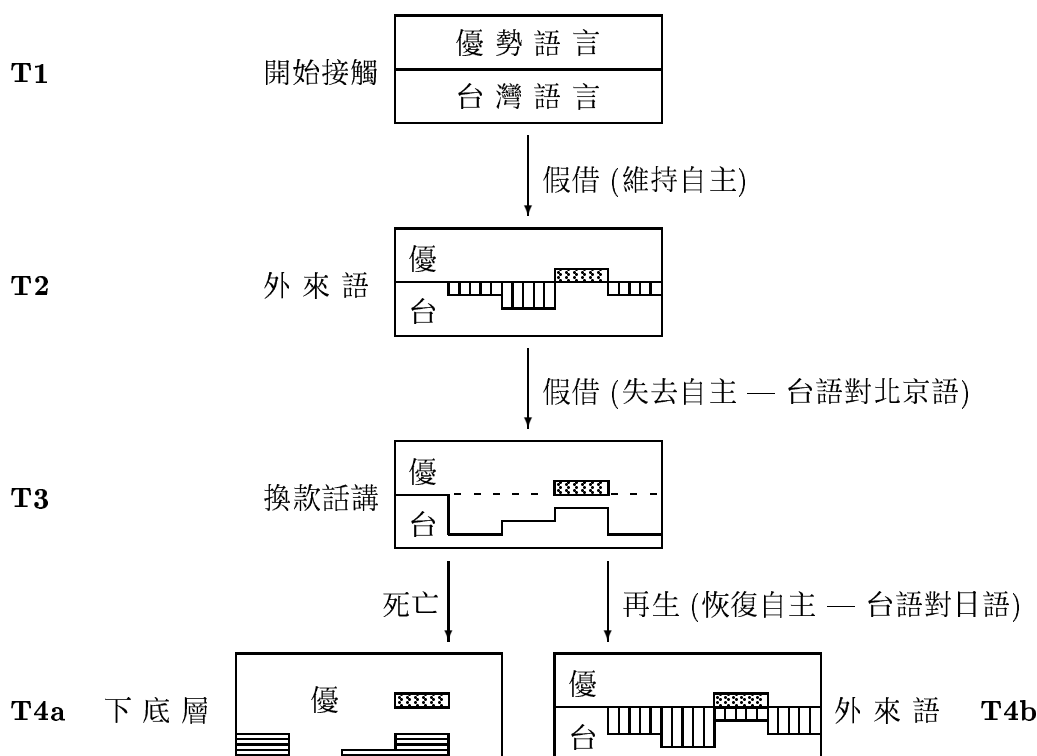 優 勢 語 言
T1 開始接觸
台 灣 語 言
假借 (維持自主)
優
T2 外 來 語
台
假借 (失去自主 — 台語對北京語)
優
T3 換款話講
台
死亡 再生 (恢復自主 — 台語對日語)
優 優
T4a 下 底 層 外 來 語 T4b
台